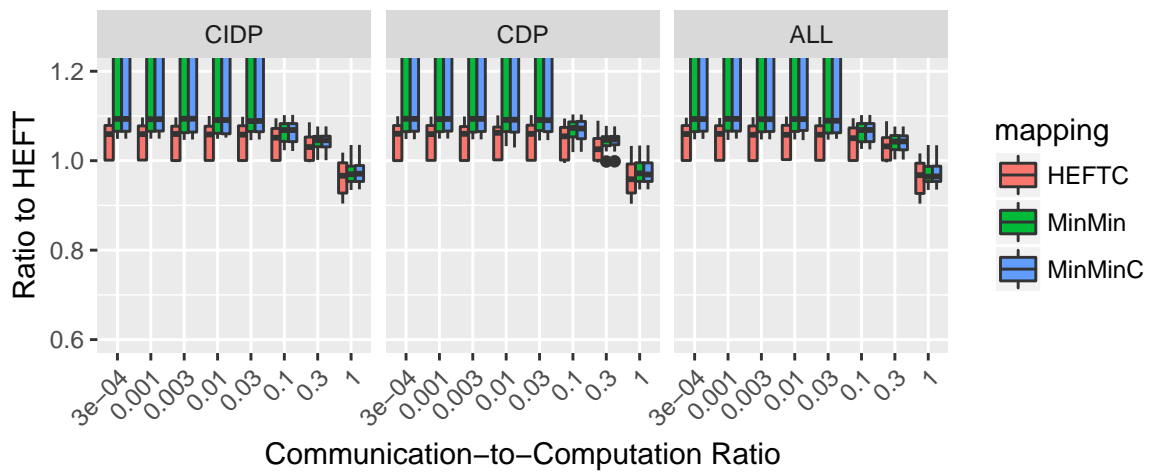 CIDP CDP ALL
1.2
1.0
0.8
0.6
Ratio to HEFT
3e−04 0.001 0.003 0.01 0.03 0.1 0.3 1
3e−04 0.001 0.003 0.01 0.03 0.1 0.3 1
3e−04 0.001 0.003 0.01 0.03 0.1 0.3 1
Communication−to−Computation Ratio
mapping
HEFTC
MinMin
MinMinC